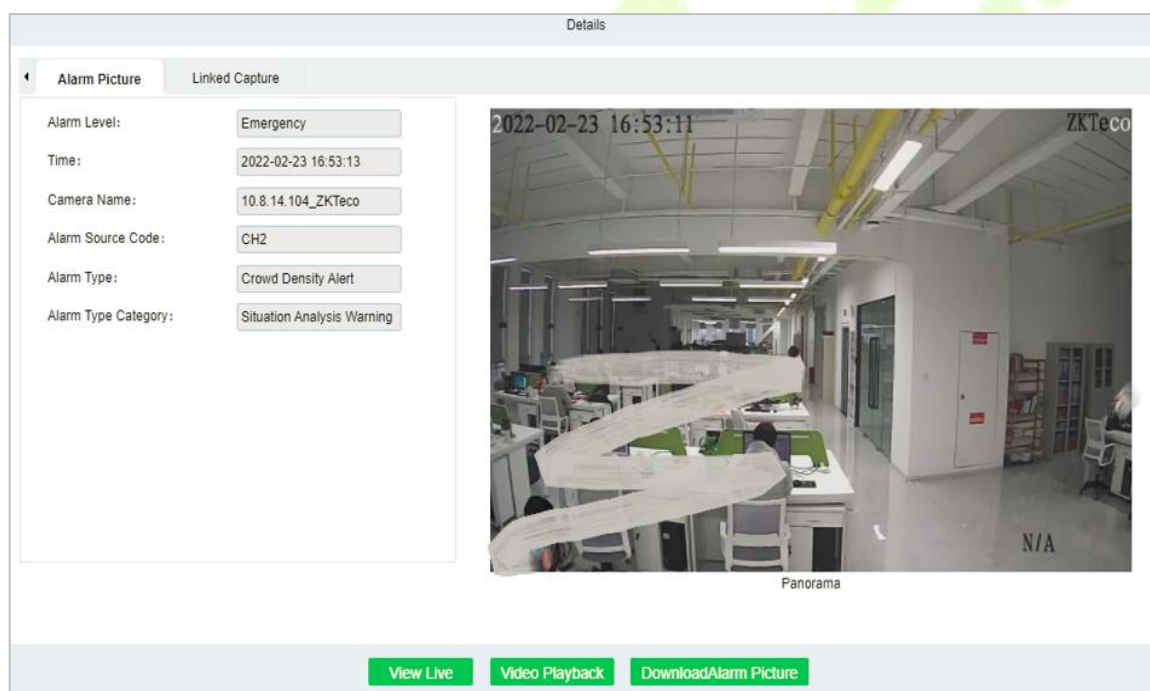 Details
Alarm Picture
Linked Capture
Alarm Level:
Emergency
Time:
2022-02-23 16:53:13
Camera Name:
10.8.14.104_ZKTeco
Alarm Source Code:
CH2
Alarm Type:
Crowd Density Alert
Alarm Type Category:
Situation Analysis Warning
2022-02-23 16:53:11
ZKTeco
N/A
Panorama
View Live
Video Playback
DownloadAlarm Picture